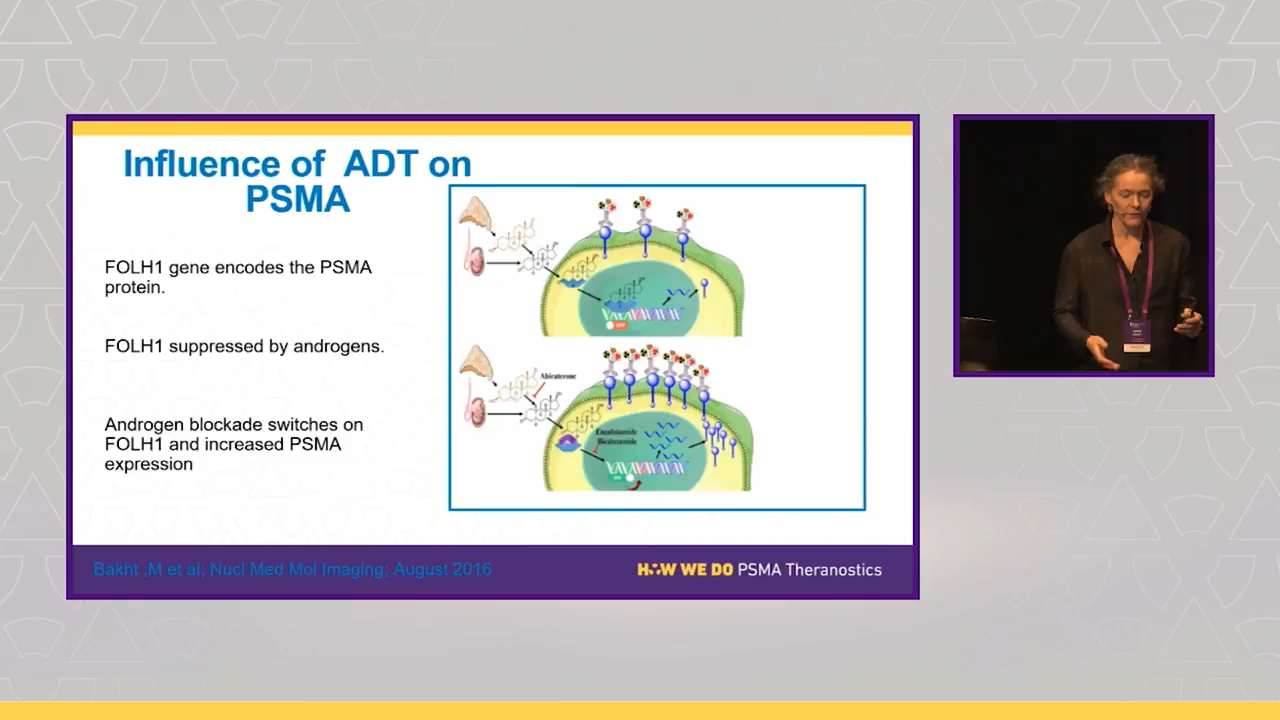 Influence of ADT on
PSMA
FOLH1 gene encodes the PSMA
protein.
FOLH1 suppressed by androgens.
Androgen blockade switches on
FOLH1 and increased PSMA
expression
Abiraterone
Enzalutamide
Bicalutamide
Bakht ,M et al; Nucl Med Mol Imaging; August 2016
HOW WE DO PSMA Theranostics